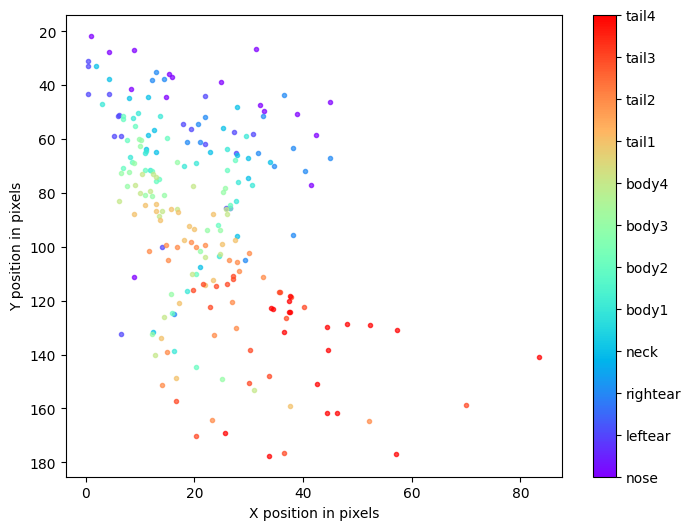 20
40
60
80
100
120
140
160
180
Y position in pixels
0
20
40
60
80
X position in pixels
tail4
tail3
tail2
tail1
body4
body3
body2
body1
neck
rightear
leftear
nose